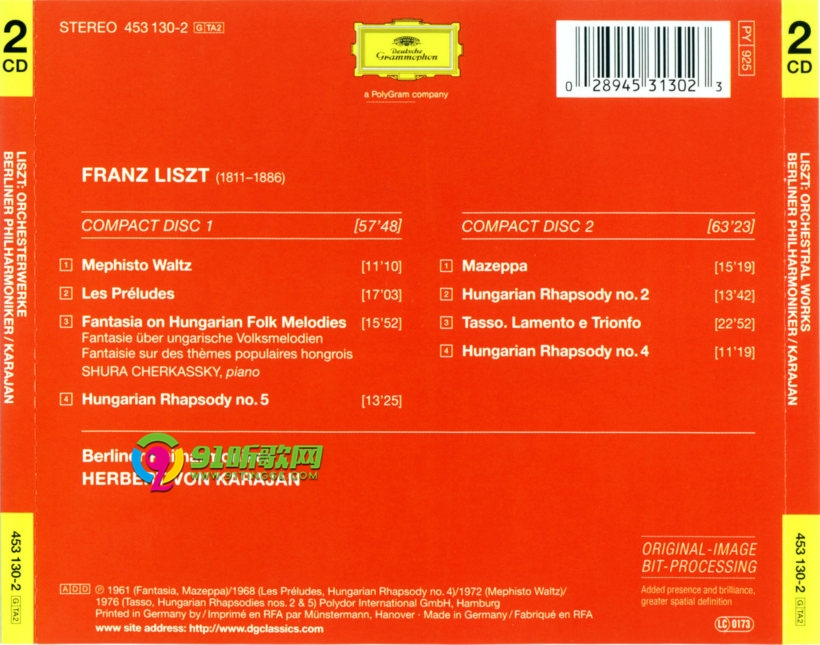 2
CD
LISZT: ORCHESTERWERKE
BERLINER PHILHARMONIKER / KARAJAN
453 130-2 G TA2
STEREO 453 130-2 G TA2
Deutsche
Grammophon
a PolyGram company
0 28945 31302 3
PY 925
FRANZ LISZT (1811–1886)
COMPACT DISC 1 [57'48]
1 Mephisto Waltz [11'10]
2 Les Préludes [17'03]
3 Fantasia on Hungarian Folk Melodies [15'52]
Fantasie über ungarische Volksmelodien
Fantaisie sur des thèmes populaires hongrois
SHURA CHERKASSKY, piano
4 Hungarian Rhapsody no. 5 [13'25]
COMPACT DISC 2 [63'23]
1 Mazeppa [15'19]
2 Hungarian Rhapsody no. 2 [13'42]
3 Tasso. Lamento e Trionfo [22'52]
4 Hungarian Rhapsody no. 4 [11'19]
Berliner
HERBERT VON KARAJAN
91听歌网
ORIGINAL-IMAGE
BIT-PROCESSING
Added presence and brilliance,
greater spatial definition
LC 0173
ADD ℗ 1961 (Fantasia, Mazeppa)/1968 (Les Préludes, Hungarian Rhapsody no. 4)/1972 (Mephisto Waltz)/
1976 (Tasso, Hungarian Rhapsodies nos. 2 & 5) Polydor International GmbH, Hamburg
Printed in Germany by / Imprimé en RFA par Münstermann, Hanover · Made in Germany / Fabriqué en RFA
www site address: http://www.dgclassics.com
2
CD
LISZT: ORCHESTRAL WORKS
BERLINER PHILHARMONIKER / KARAJAN
453 130-2 G TA2